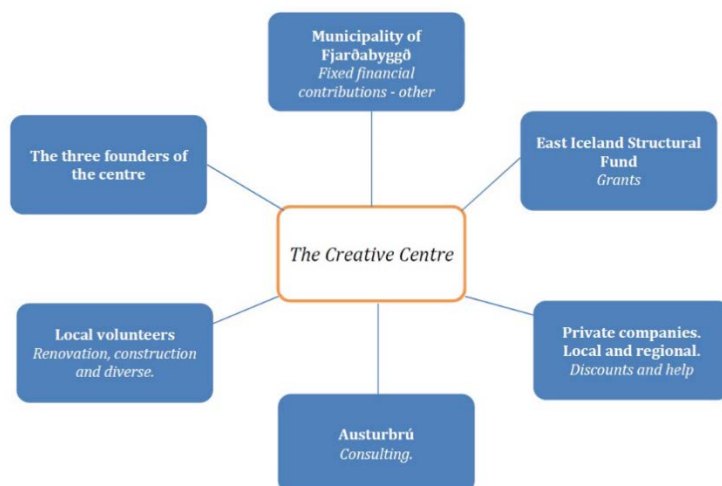 Municipality of
Fjarðabyggð
Fixed financial
contributions - other
The three founders of
the centre
East Iceland Structural
Fund
Grants
The Creative Centre
Local volunteers
Renovation, construction
and diverse.
Private companies.
Local and regional.
Discounts and help
Austurbrú
Consulting.